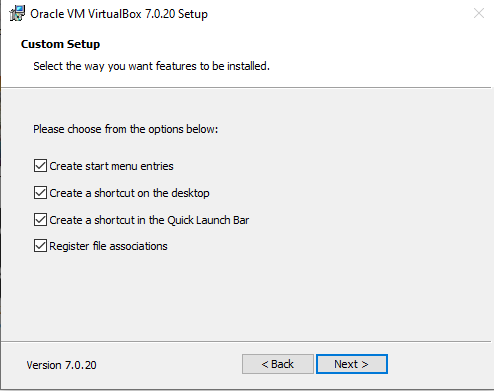 Oracle VM VirtualBox 7.0.20 Setup
Custom Setup
Select the way you want features to be installed.
Please choose from the options below:
Create start menu entries
Create a shortcut on the desktop
Create a shortcut in the Quick Launch Bar
Register file associations
Version 7.0.20
< Back
Next >